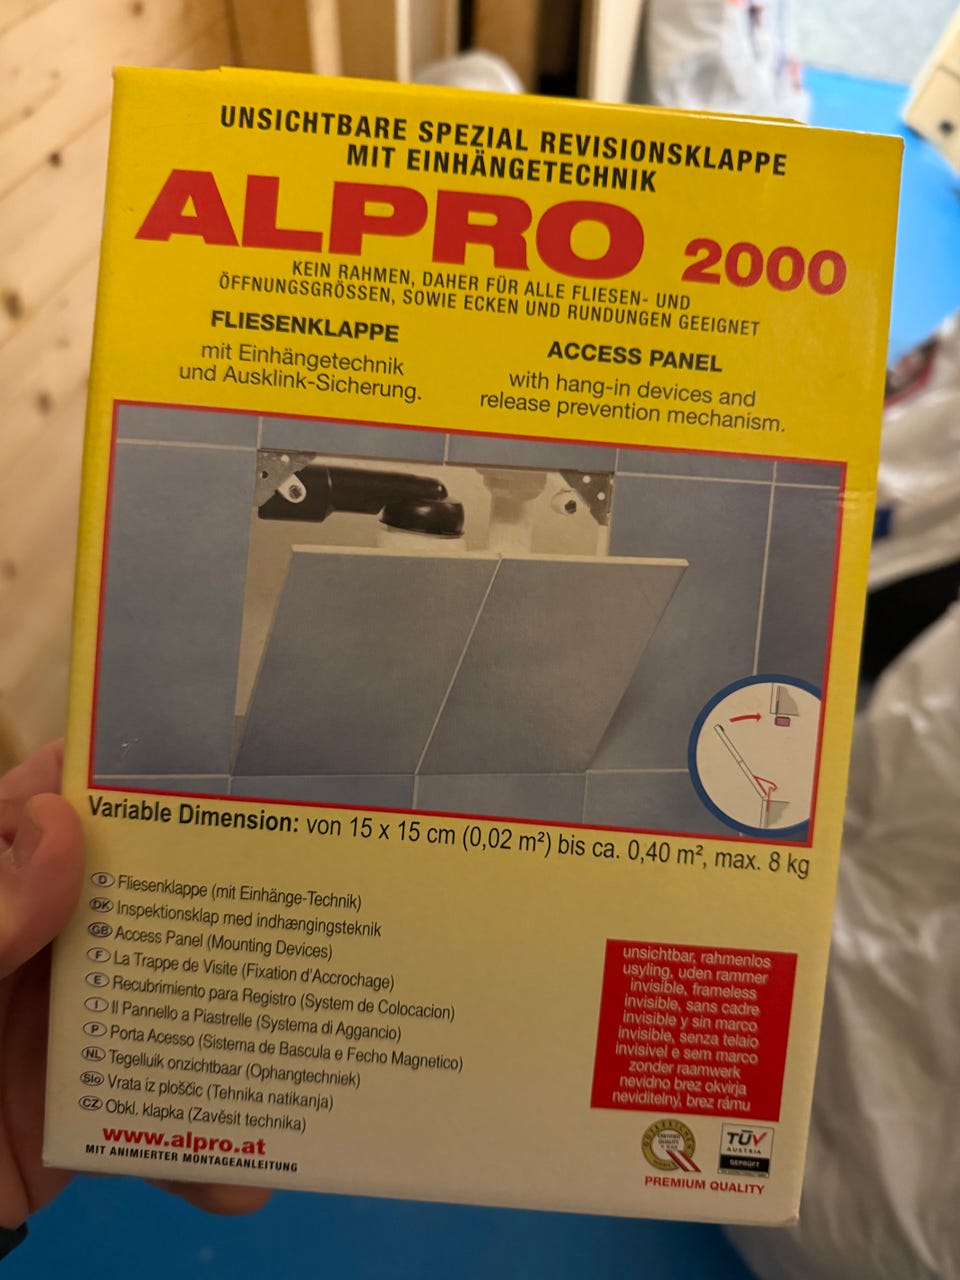 UNSICHTBARE SPEZIAL REVISIONSKLAPPE
MIT EINHÄNGETECHNIK
ALPRO 2000
KEIN RAHMEN, DAHER FÜR ALLE FLIESEN- UND
ÖFFNUNGSGRÖSSEN, SOWIE ECKEN UND RUNDUNGEN GEEIGNET
FLIESENKLAPPE
mit Einhängetechnik
und Ausklink-Sicherung.
ACCESS PANEL
with hang-in devices and
release prevention mechanism.
Variable Dimension: von 15 x 15 cm (0,02 m²) bis ca. 0,40 m², max. 8 kg
D Fliesenklappe (mit Einhänge-Technik)
DK Inspektionsklap med indhængingsteknik
GB Access Panel (Mounting Devices)
F La Trappe de Visite (Fixation d'Accrochage)
E Recubrimiento para Registro (System de Colocacion)
I Il Pannello a Piastrelle (Systema di Aggancio)
P Porta Acesso (Sistema de Bascula e Fecho Magnetico)
NL Tegelluik onzichtbaar (Ophangtechniek)
Slo Vrata iz ploščic (Tehnika natikanja)
CZ Obkl. klapka (Zavěsit technika)
www.alpro.at
MIT ANIMIERTER MONTAGEANLEITUNG
unsichtbar, rahmenlos
usyling, uden rammer
invisible, frameless
invisible, sans cadre
invisible y sin marco
invisible, senza telaio
invisivel e sem marco
zonder raamwerk
nevidno brez okvirja
neviditelný, brez rámu
TÜV
AUSTRIA
GEPRÜFT
PREMIUM QUALITY